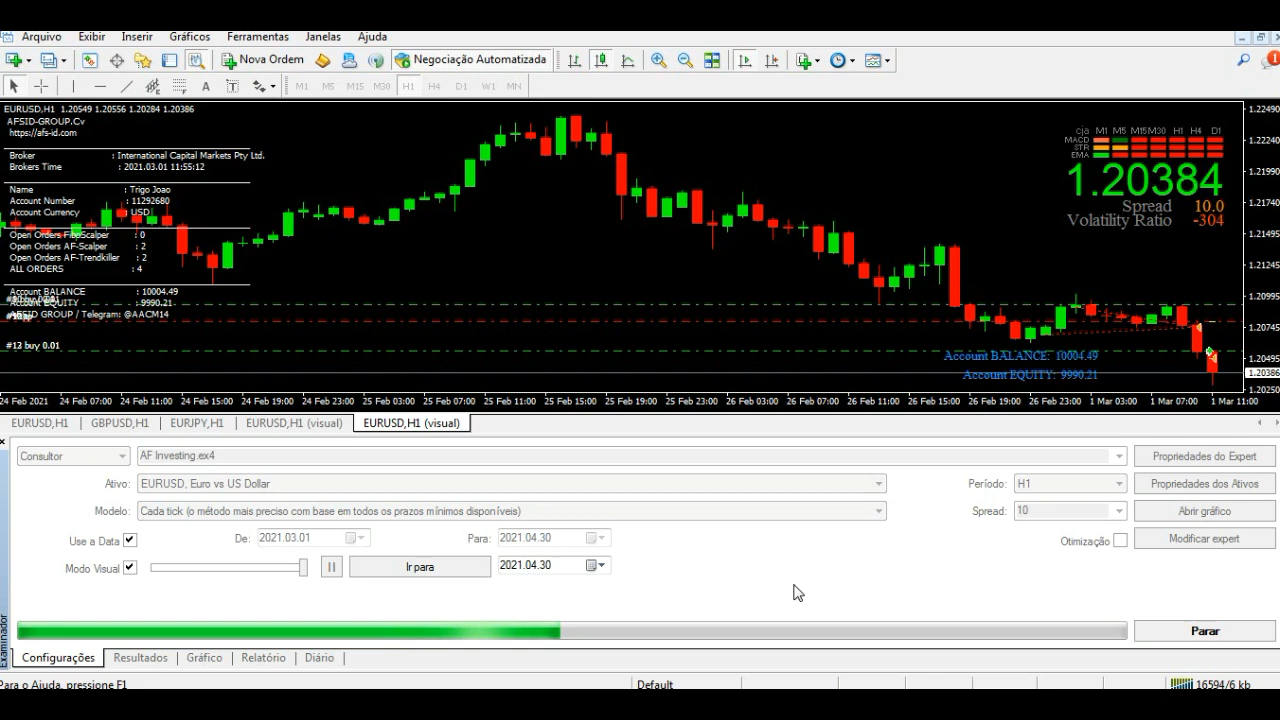 Arquivo Exibir Inserir Gráficos Ferramentas Janelas Ajuda
Nova Ordem Negociação Automatizada 1
A T M1 M5 M15 M30 H1 H4 D1 W1 MN
EURUSD,H1 1.20549 1.20556 1.20284 1.20386
AFSID-GROUP.Cv
https://afs-id.com
Broker : International Capital Markets Pty Ltd.
Brokers Time : 2021.03.01 11:55:12
Name : Trigo Joao
Account Number : 11292680
Account Currency : USD
Open Orders FiboScalper : 0
Open Orders AF-Scalper : 2
Open Orders AF-Trendkiller : 2
ALL ORDERS : 4
Account BALANCE : 10004.49
Account EQUITY : 9990.21
AFSID GROUP / Telegram: @AACM14
#13 buy 0.01
cja M1 M5 M15 M30 H1 H4 D1
MACD
STR
EMA
1.20384
Spread 10.0
Volatility Ratio -304
Account BALANCE: 10004.49
Account EQUITY: 9990.21
1.22490
1.22240
1.21990
1.21740
1.21495
1.21245
1.20995
1.20745
1.20495
1.20386
1.20250
24 Feb 2021 24 Feb 07:00 24 Feb 11:00 24 Feb 15:00 24 Feb 19:00 24 Feb 23:00 25 Feb 03:00 25 Feb 07:00 25 Feb 11:00 25 Feb 15:00 25 Feb 19:00 25 Feb 23:00 26 Feb 03:00 26 Feb 07:00 26 Feb 11:00 26 Feb 15:00 26 Feb 19:00 26 Feb 23:00 1 Mar 03:00 1 Mar 07:00 1 Mar 11:00
EURUSD,H1 GBPUSD,H1 EURJPY,H1 EURUSD,H1 (visual) EURUSD,H1 (visual)
Consultor AF Investing.ex4 Propriedades do Expert
Ativo: EURUSD, Euro vs US Dollar Período: H1 Propriedades dos Ativos
Modelo: Cada tick (o método mais preciso com base em todos os prazos mínimos disponíveis) Spread: 10 Abrir gráfico
Use a Data De: 2021.03.01 Para: 2021.04.30 Otimização Modificar expert
Modo Visual Ir para 2021.04.30
Parar
Examinador
Configurações Resultados Gráfico Relatório Diário
Para o Ajuda, pressione F1 Default 16594/6 kb